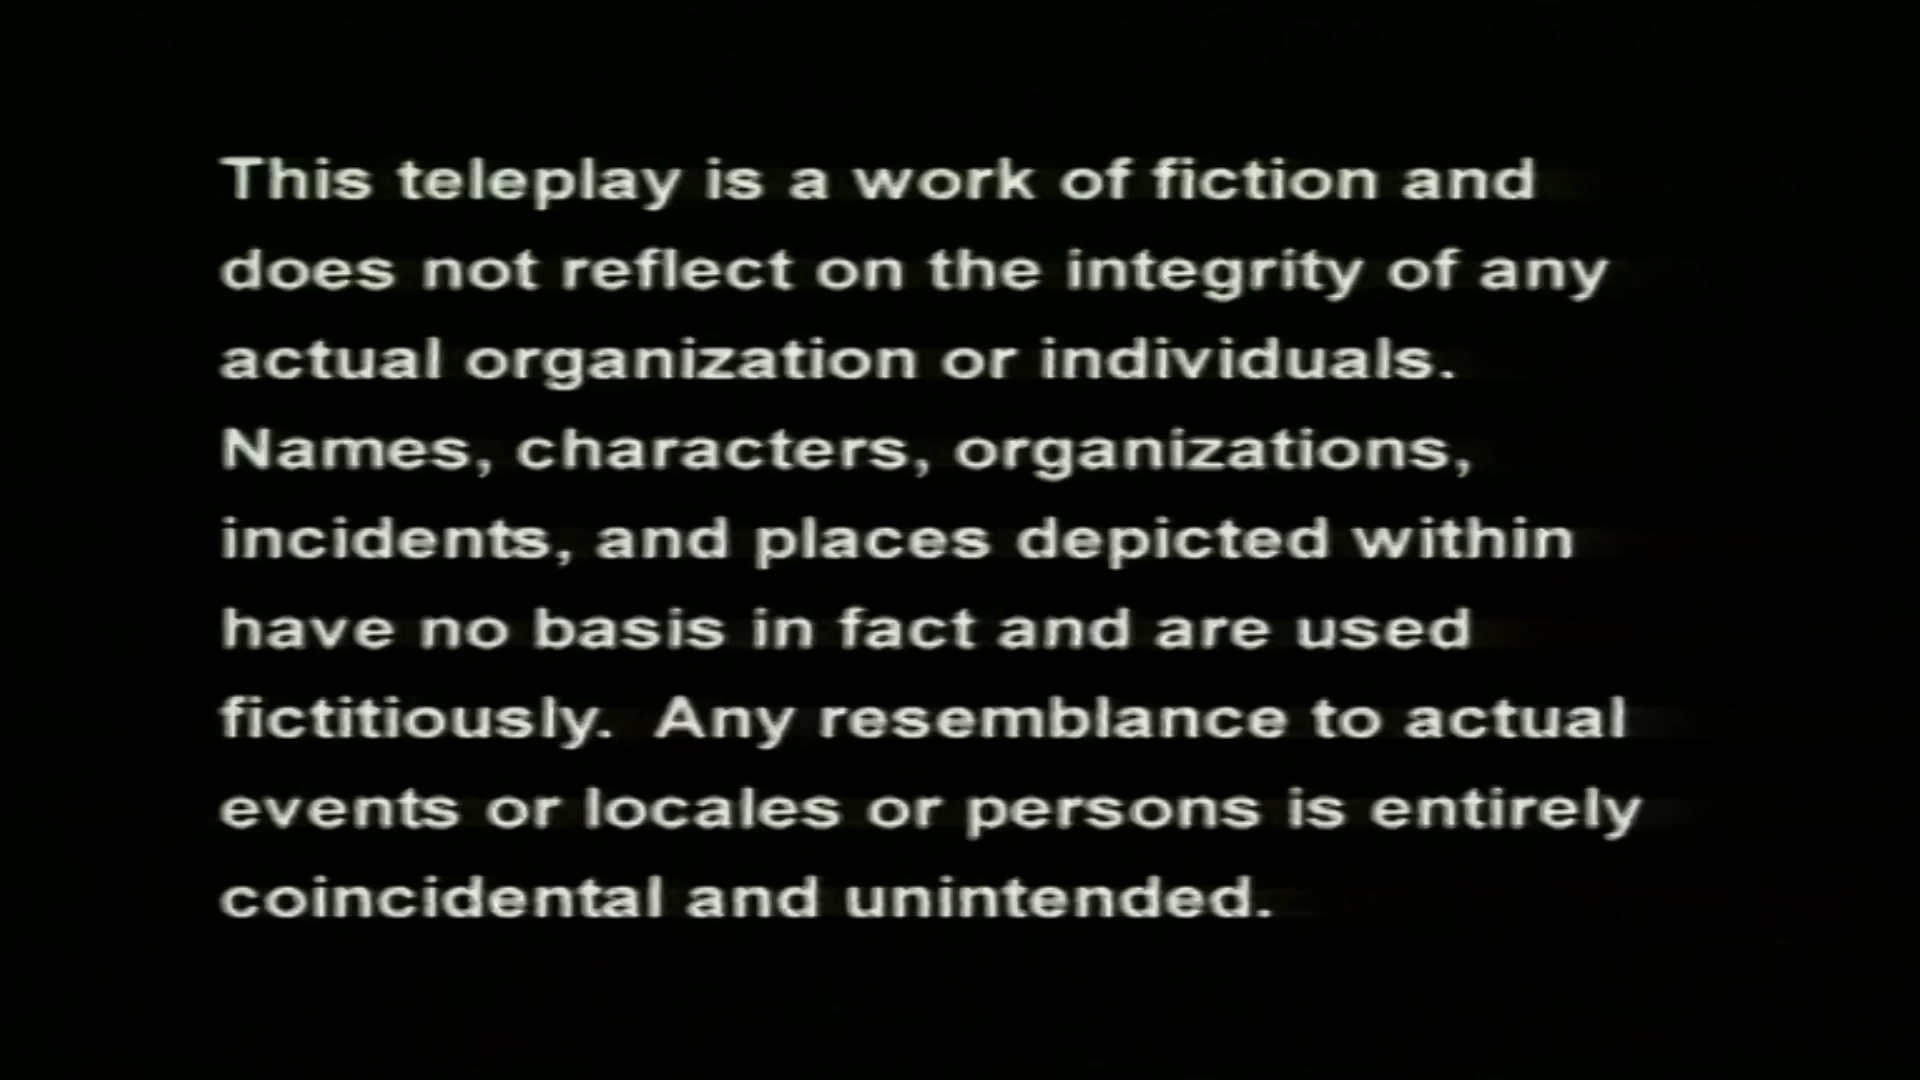 This teleplay is a work of fiction and
does not reflect on the integrity of any
actual organization or individuals.
Names, characters, organizations,
incidents, and places depicted within
have no basis in fact and are used
fictitiously.  Any resemblance to actual
events or locales or persons is entirely
coincidental and unintended.